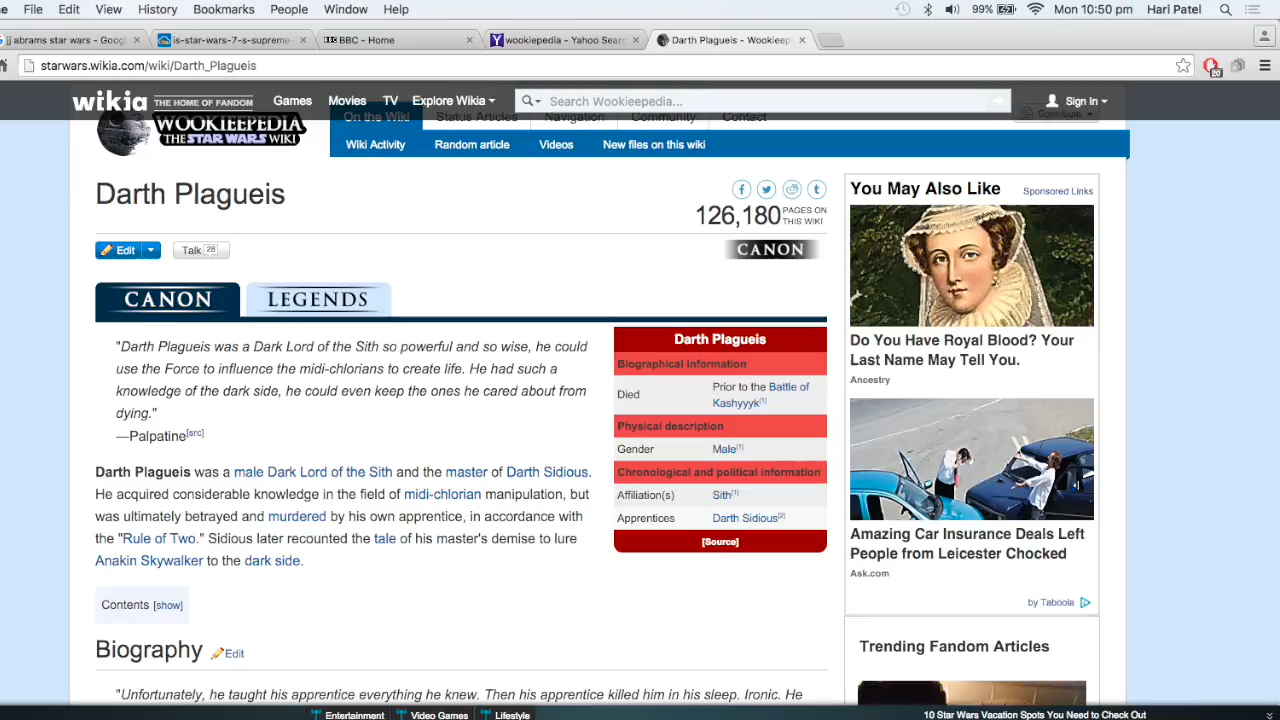 File Edit View History Bookmarks People Window Help 99% Mon 10:50 pm Hari Patel
jj abrams star wars - Goog is-star-wars-7-s-supreme- BBC - Home wookiepedia - Yahoo Searc Darth Plagueis - Wookieep
starwars.wikia.com/wiki/Darth_Plagueis 20
wikia THE HOME OF FANDOM Games Movies TV Explore Wikia Search Wookieepedia... Sign In
WOOKIEEPEDIA On the Wiki Status Articles Navigation Community Contact Contribute
THE STAR WARS WIKI
Wiki Activity Random article Videos New files on this wiki
Darth Plagueis
126,180 PAGES ON
THIS WIKI
Edit Talk 28 CANON
CANON LEGENDS
"Darth Plagueis was a Dark Lord of the Sith so powerful and so wise, he could
use the Force to influence the midi-chlorians to create life. He had such a
knowledge of the dark side, he could even keep the ones he cared about from
dying."
—Palpatine[src]
Darth Plagueis was a male Dark Lord of the Sith and the master of Darth Sidious.
He acquired considerable knowledge in the field of midi-chlorian manipulation, but
was ultimately betrayed and murdered by his own apprentice, in accordance with
the "Rule of Two." Sidious later recounted the tale of his master's demise to lure
Anakin Skywalker to the dark side.
Contents [show]
Biography Edit
"Unfortunately, he taught his apprentice everything he knew. Then his apprentice killed him in his sleep. Ironic. He
Darth Plagueis
Biographical information
Died Prior to the Battle of
Kashyyyk[1]
Physical description
Gender Male[1]
Chronological and political information
Affiliation(s) Sith[1]
Apprentices Darth Sidious[2]
[Source]
You May Also Like Sponsored Links
Do You Have Royal Blood? Your
Last Name May Tell You.
Ancestry
Amazing Car Insurance Deals Left
People from Leicester Chocked
Ask.com
by Taboola
Trending Fandom Articles
Entertainment Video Games Lifestyle 10 Star Wars Vacation Spots You Need to Check Out